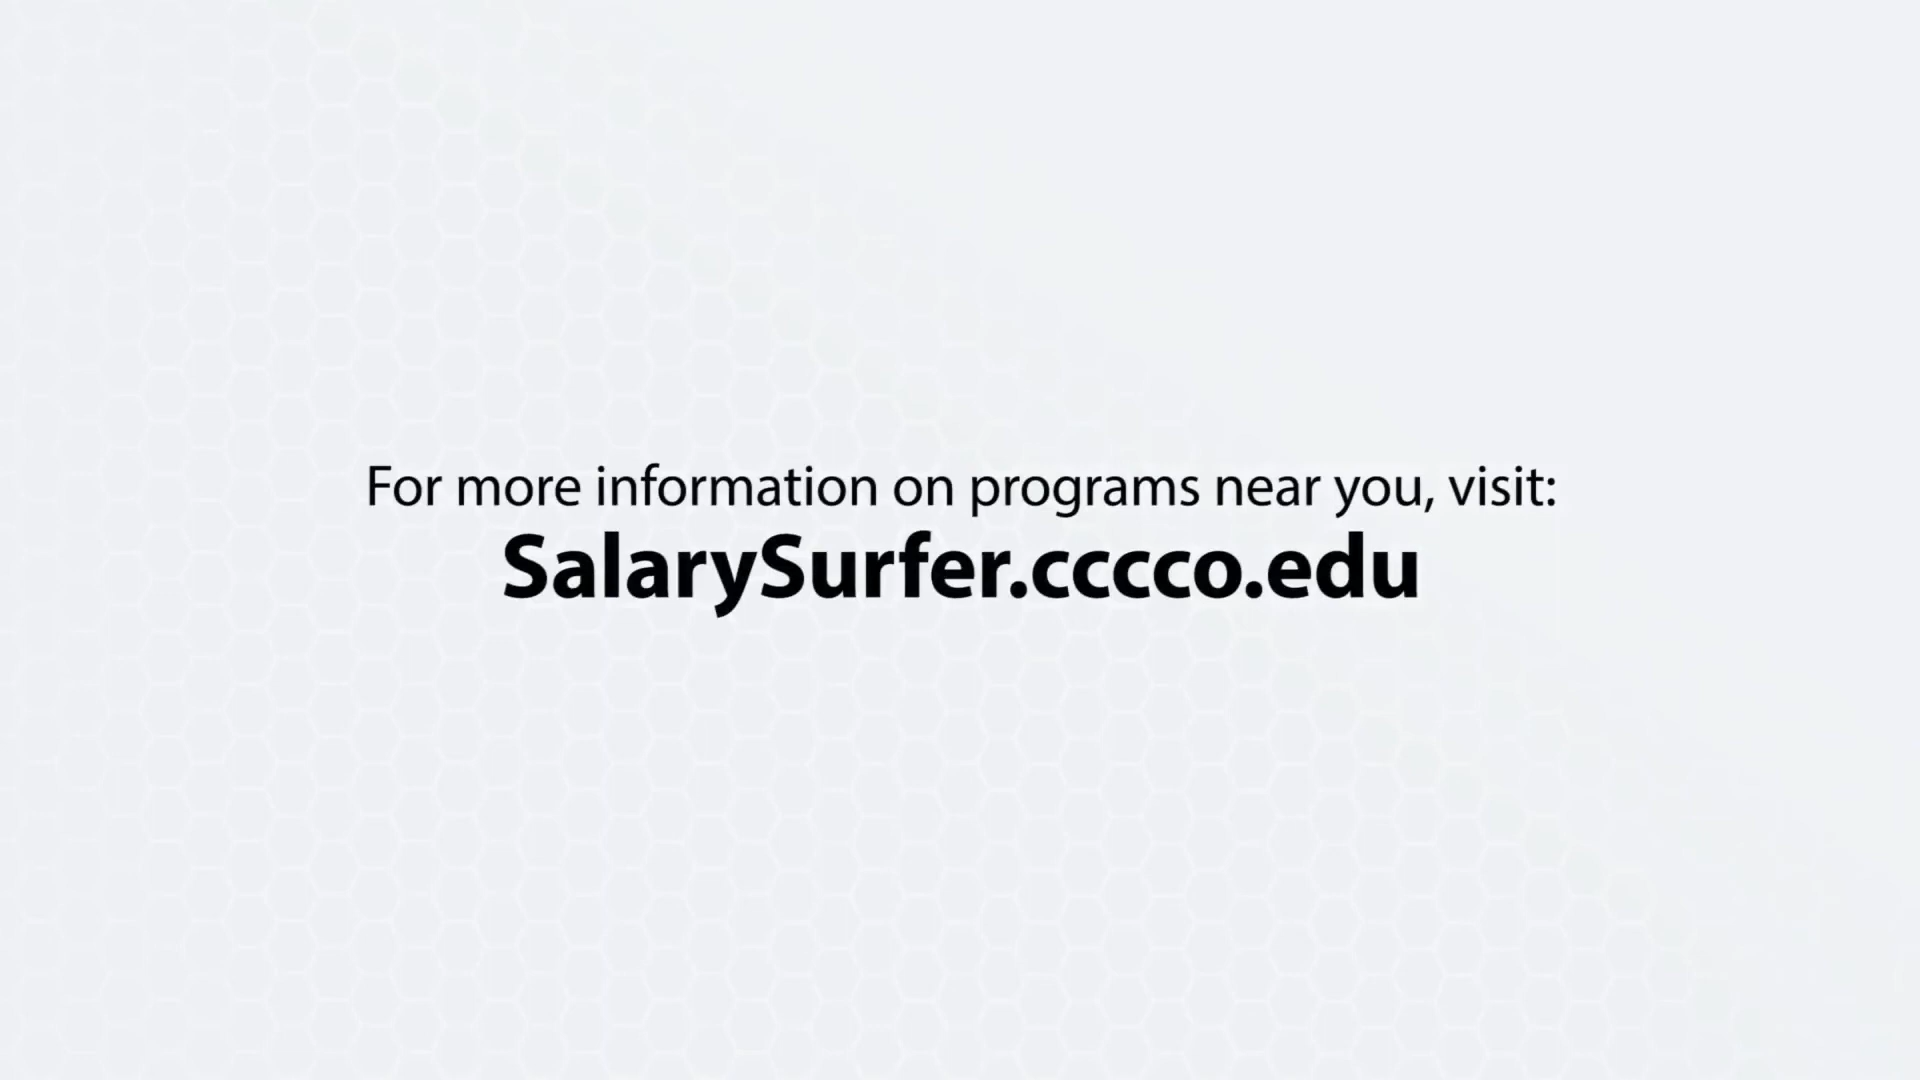 For more information on programs near you, visit:
SalarySurfer.cccco.edu